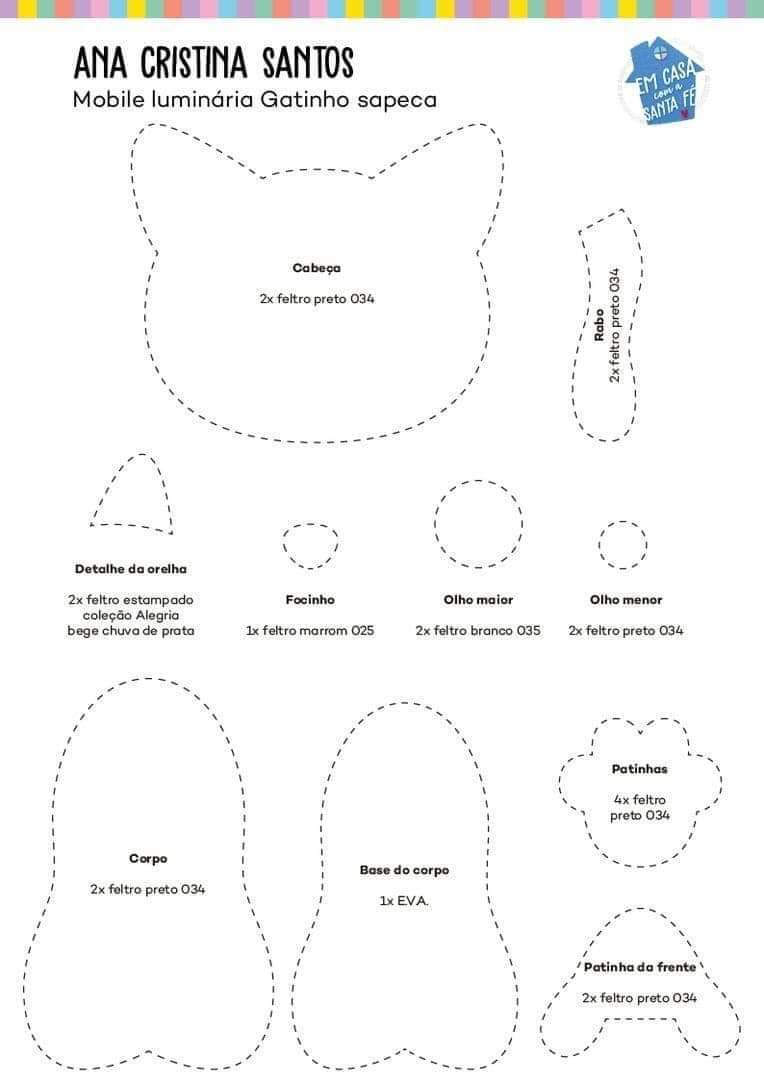 ANA CRISTINA SANTOS
Mobile luminária Gatinho sapeca
EM CASA
com a
SANTA FÉ
Cabeça
2x feltro preto 034
Rabo
2x feltro preto 034
Detalhe da orelha
2x feltro estampado
coleção Alegria
bege chuva de prata
Focinho
1x feltro marrom 025
Olho maior
2x feltro branco 035
Olho menor
2x feltro preto 034
Corpo
2x feltro preto 034
Base do corpo
1x E.V.A.
Patinhas
4x feltro
preto 034
Patinha da frente
2x feltro preto 034